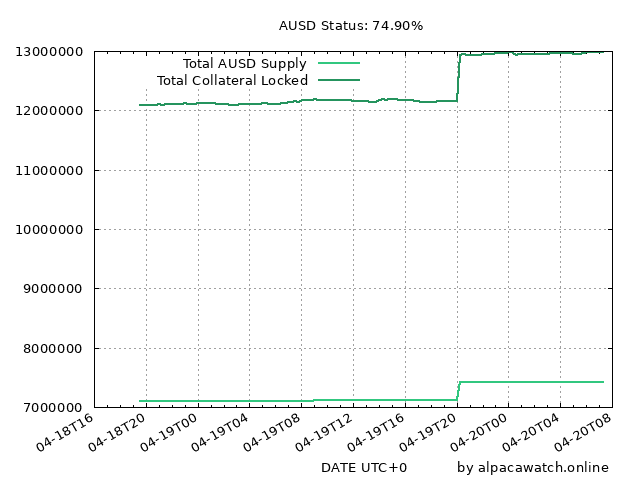 AUSD Status: 74.90%
Total AUSD Supply
Total Collateral Locked
13000000
12000000
11000000
10000000
9000000
8000000
7000000
04-18T16
04-18T20
04-19T00
04-19T04
04-19T08
04-19T12
04-19T16
04-19T20
04-20T00
04-20T04
04-20T08
DATE UTC+0
by alpacawatch.online